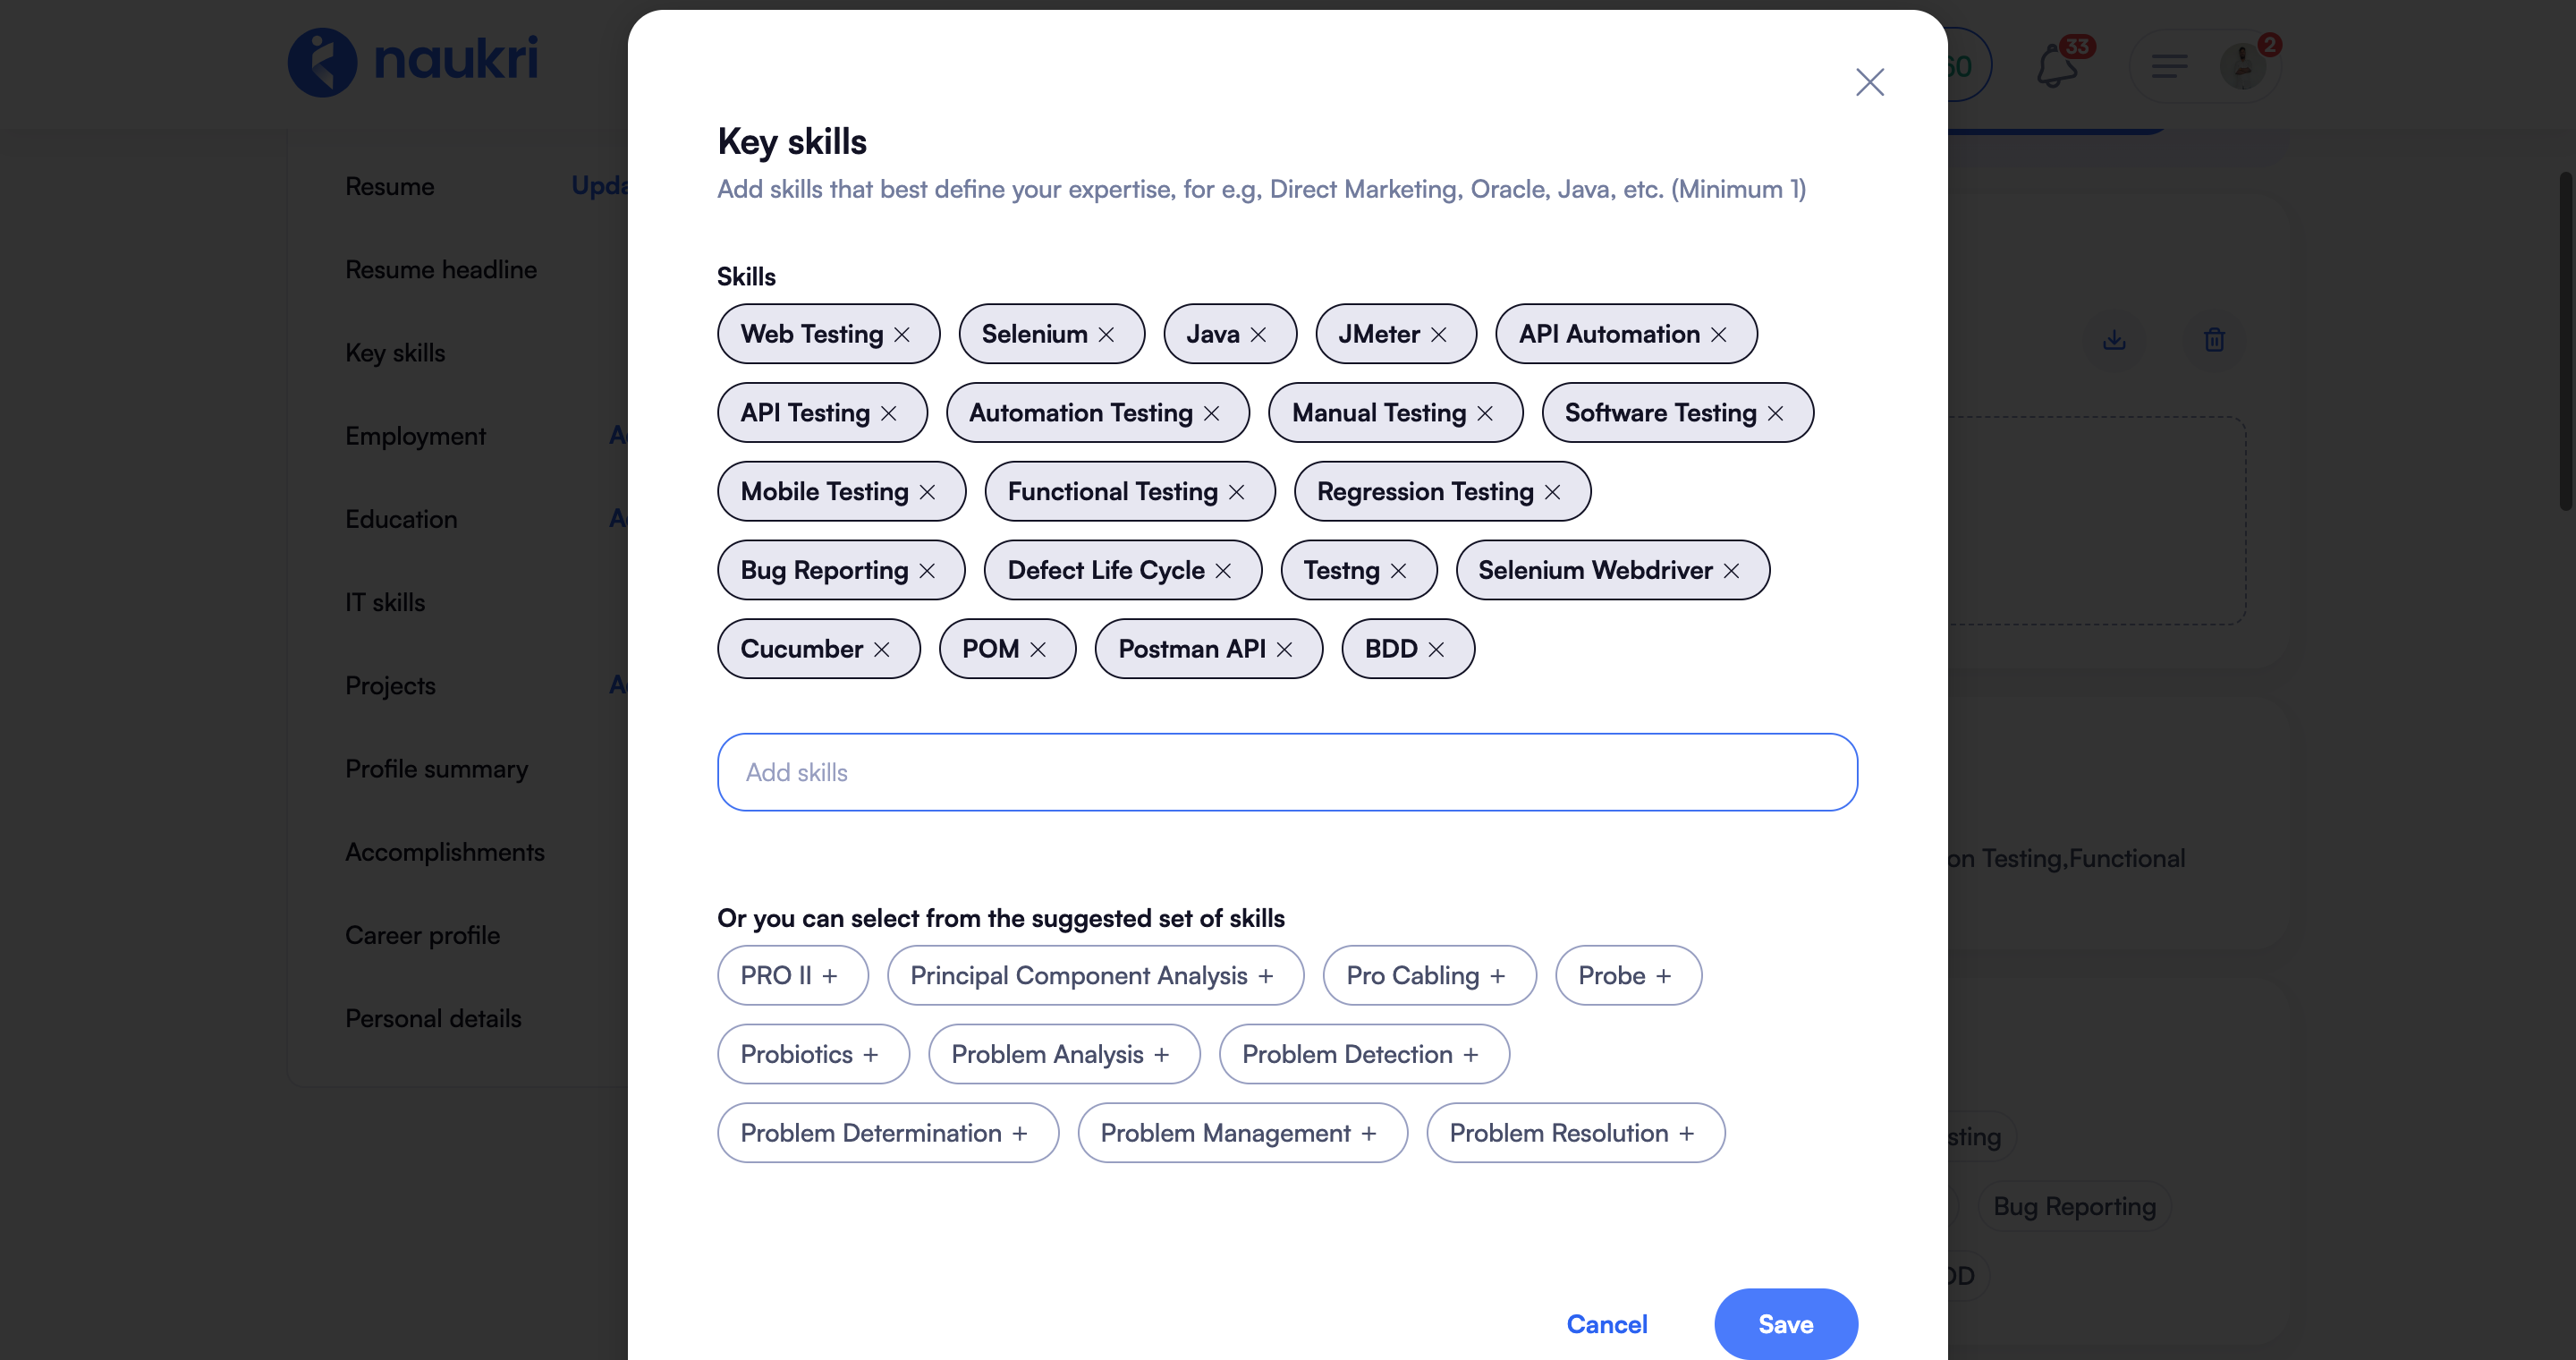 naukri
60
33
2
Resume
Upda
Resume headline
Key skills
Employment
Education
IT skills
Projects
Profile summary
Accomplishments
Career profile
Personal details
Key skills
Add skills that best define your expertise, for e.g, Direct Marketing, Oracle, Java, etc. (Minimum 1)
Skills
Web Testing Selenium Java JMeter API Automation
API Testing Automation Testing Manual Testing Software Testing
Mobile Testing Functional Testing Regression Testing
Bug Reporting Defect Life Cycle Testng Selenium Webdriver
Cucumber POM Postman API BDD
Add skills
Or you can select from the suggested set of skills
PRO II + Principal Component Analysis + Pro Cabling + Probe +
Probiotics + Problem Analysis + Problem Detection +
Problem Determination + Problem Management + Problem Resolution +
Cancel Save
on Testing,Functional
sting
Bug Reporting
DD